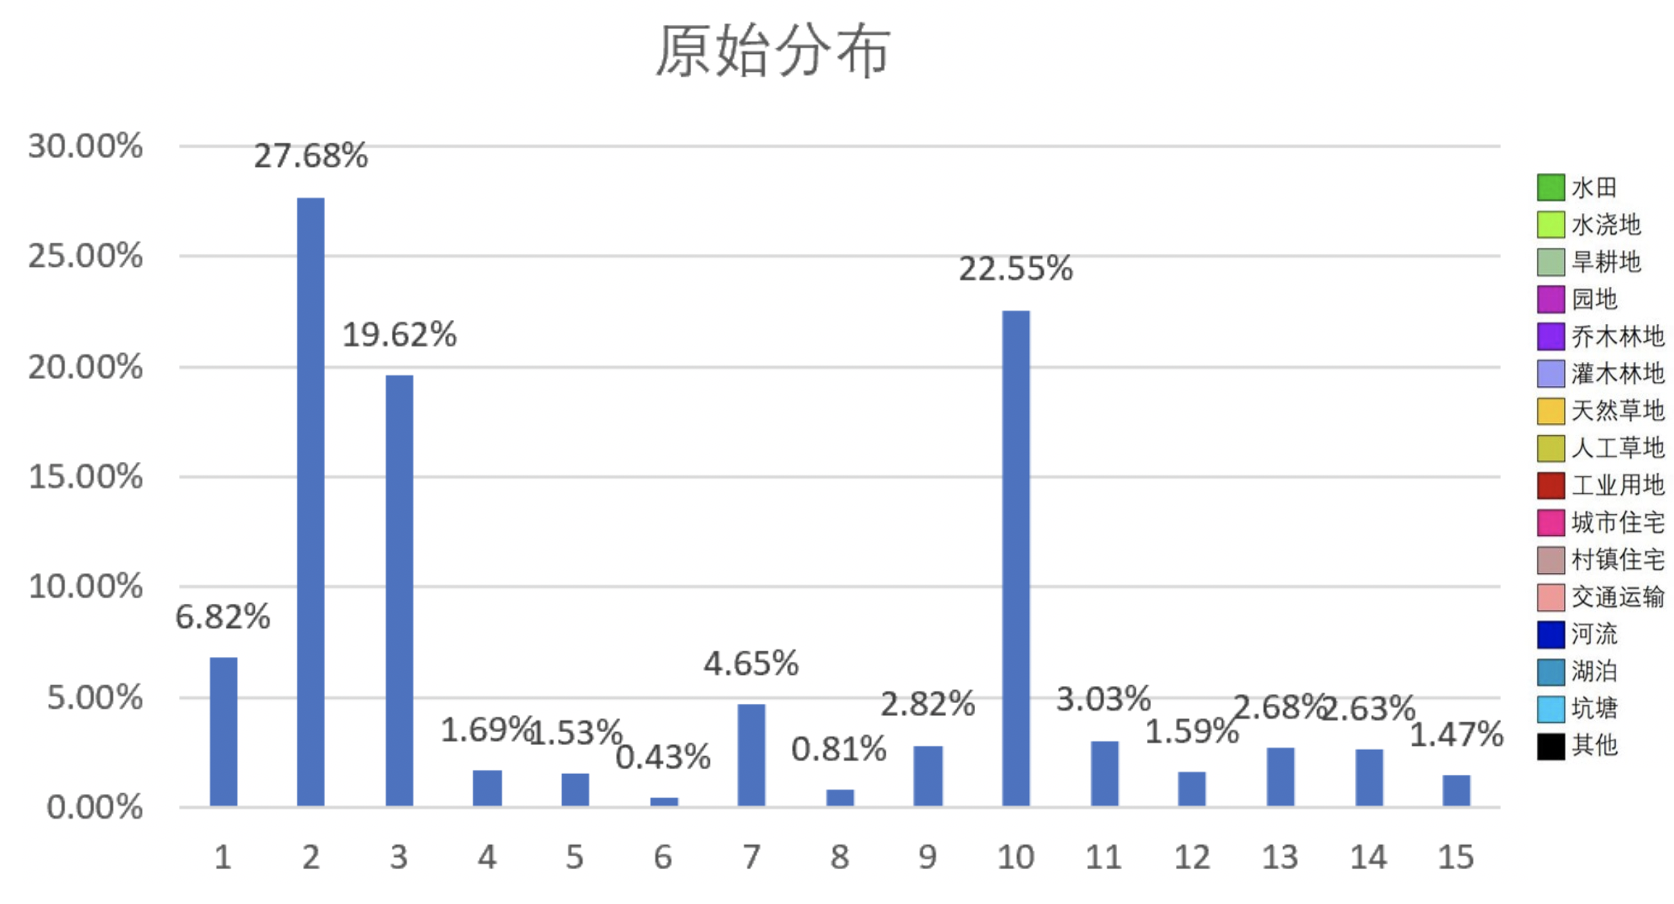 原始分布
30.00%
25.00%
20.00%
15.00%
10.00%
5.00%
0.00%
6.82%
27.68%
19.62%
1.69%
1.53%
0.43%
4.65%
0.81%
2.82%
22.55%
3.03%
1.59%
2.68%
2.63%
1.47%
1 2 3 4 5 6 7 8 9 10 11 12 13 14 15
水田
水浇地
旱耕地
园地
乔木林地
灌木林地
天然草地
人工草地
工业用地
城市住宅
村镇住宅
交通运输
河流
湖泊
坑塘
其他